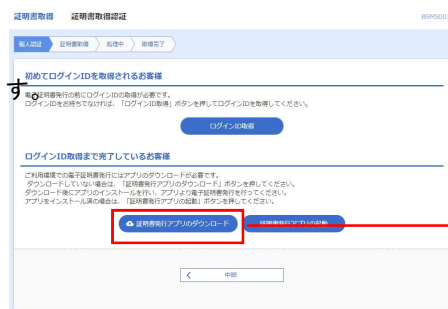 証明書取得　証明書取得認証
BSMS001
個人認証　証明書取得　処理中　取得完了
初めてログインIDを取得されるお客様
す。
電子証明書発行の前にログインIDの取得が必要です。
ログインIDをお持ちでなければ、「ログインID取得」ボタンを押してログインIDを取得してください。
ログインID取得
ログインID取得まで完了しているお客様
ご利用環境での電子証明書発行にはアプリのダウンロードが必要です。
ダウンロードしていない場合は、「証明書発行アプリのダウンロード」ボタンを押してください。
ダウンロード後にアプリのインストールを行い、アプリより電子証明書発行を行ってください。
アプリをインストール済の場合は、「証明書発行アプリの起動」ボタンを押してください。
証明書発行アプリのダウンロード　証明書発行アプリの起動
中断